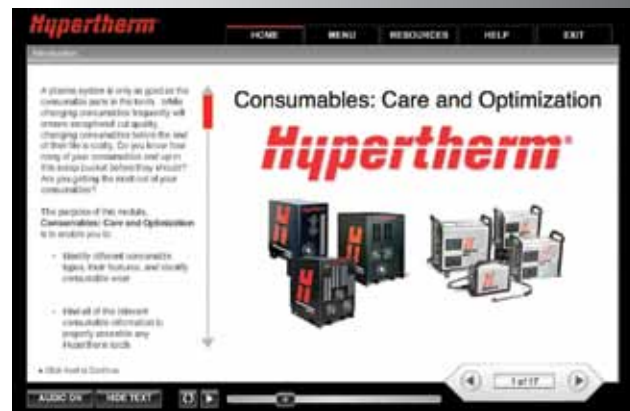 Hypertherm
HOME MENU RESOURCES HELP EXIT
Introduction
A plasma system is only as good as the
consumable parts in the torch. While
changing consumables frequently will
ensure exceptional cut quality,
changing consumables before the end
of their life is costly. Do you know how
many of your consumables end up in
the scrap bucket before they should?
Are you getting the most out of your
consumables?
The purpose of this module,
Consumables: Care and Optimization
is to enable you to:
- Identify different consumable
types, their features, and identify
consumable wear
- Find all of the relevant
consumable information to
properly assemble any
Hypertherm torch
Click Next to Continue
Consumables: Care and Optimization
Hypertherm
1 of 17
AUDIO ON HIDE TEXT